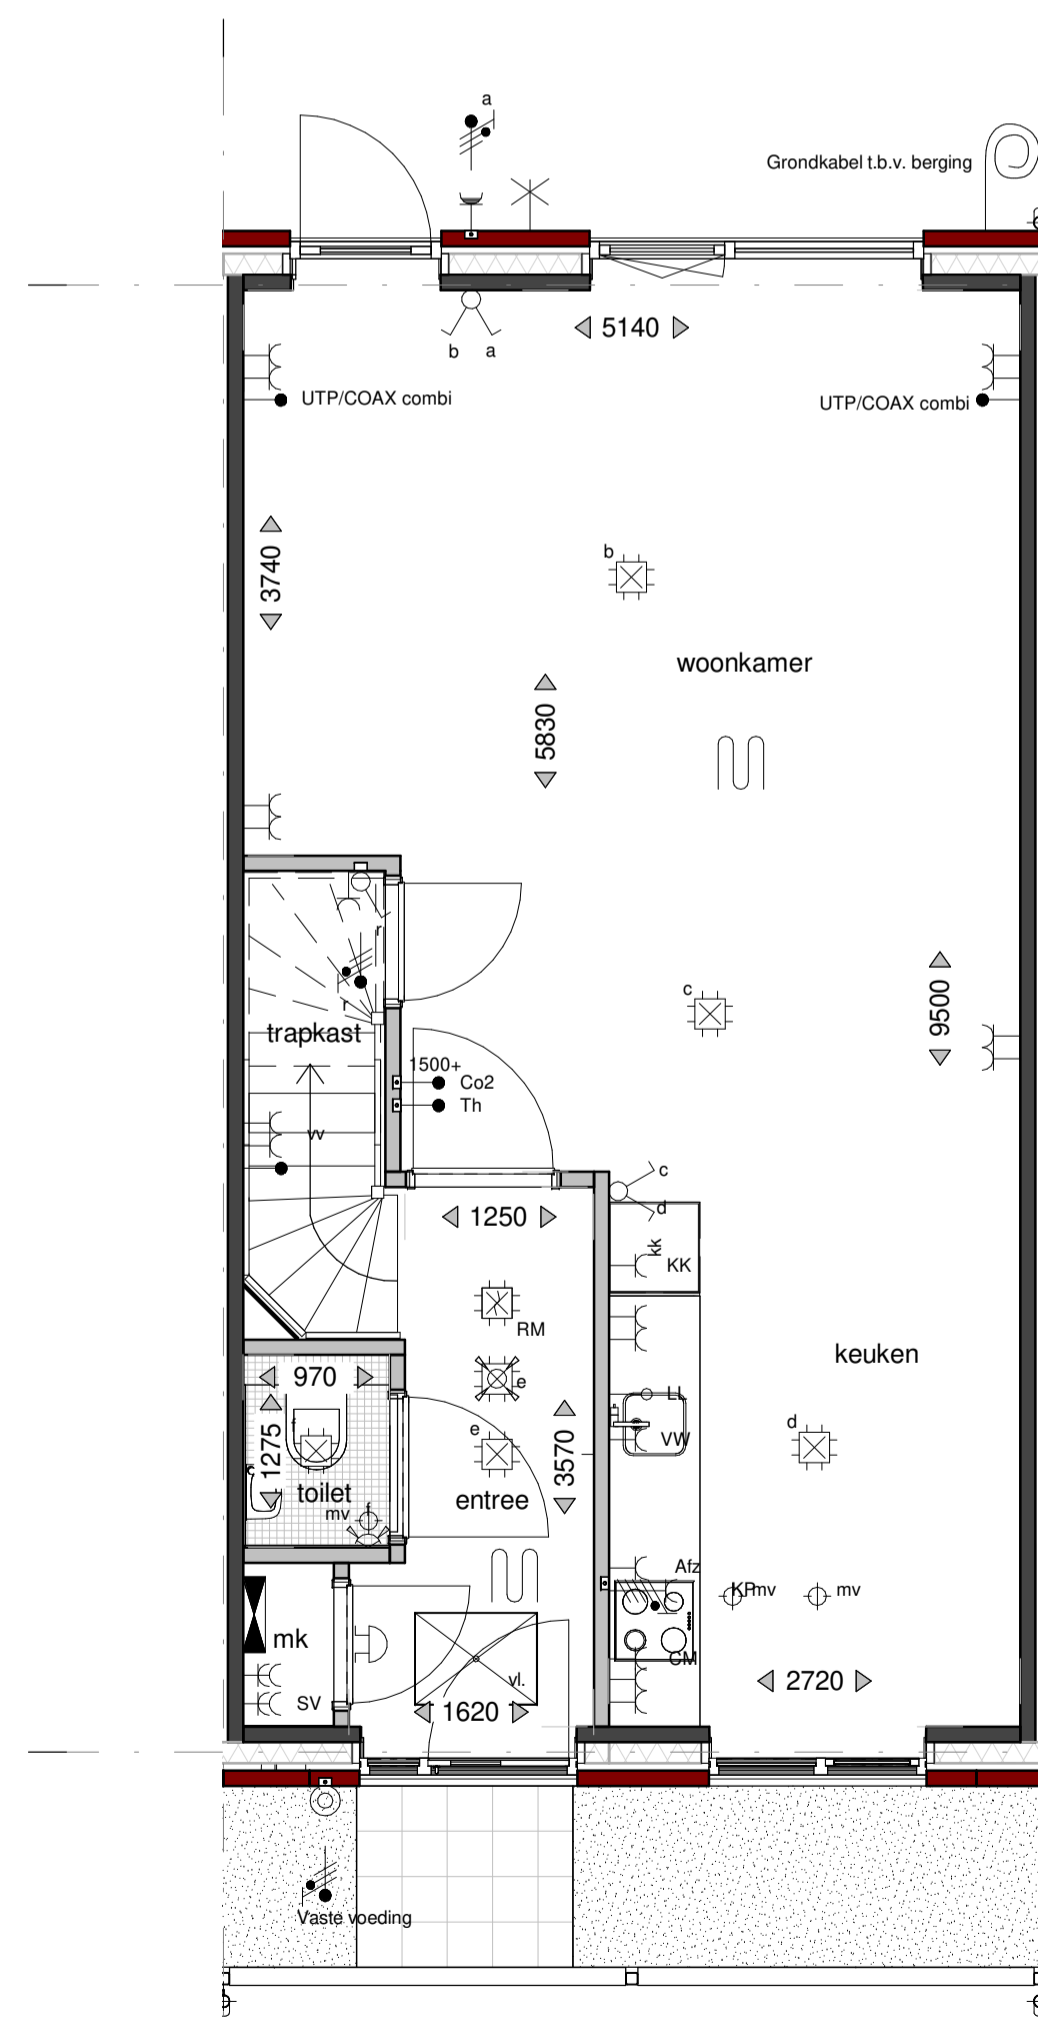 a
Grondkabel t.b.v. berging
5140
b a
UTP/COAX combi
UTP/COAX combi
3740
b
woonkamer
5830
r
c
9500
r
trapkast
1500+
Co2
Th
c
d
1250
kk
KK
RM
keuken
970
e
LL
f
1275
e
3570
VW
d
toilet
entree
mv
f
Afz
KP
mv
mv
mk
CM
vl.
2720
SV
1620
Vaste voeding